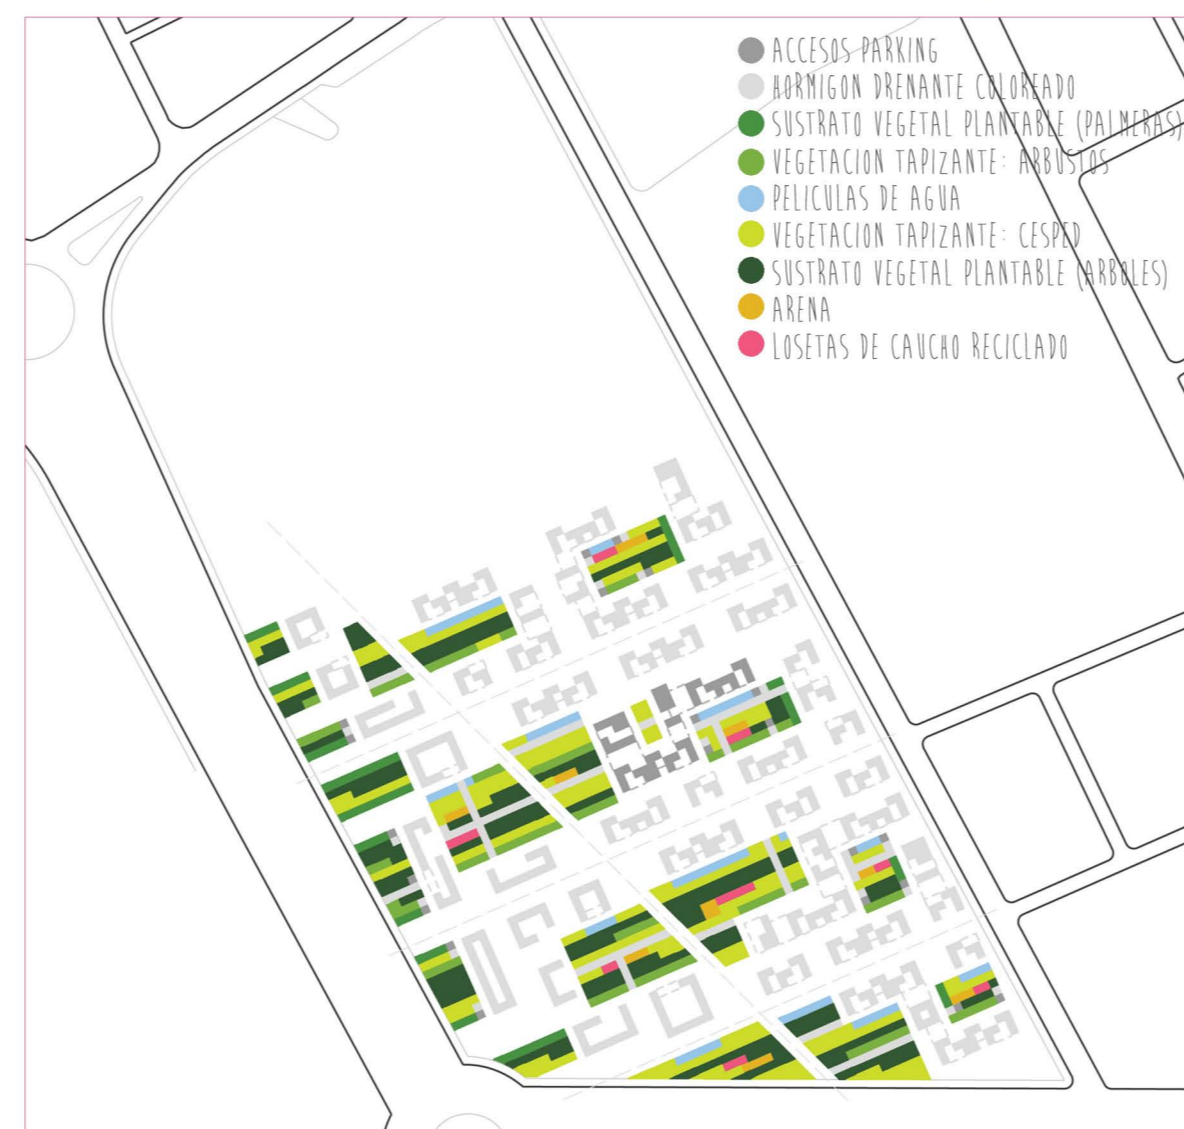 ACCESOS PARKING
HORMIGON DRENANTE COLOREADO
SUSTRATO VEGETAL PLANTABLE (PALMERAS)
VEGETACION TAPIZANTE: ARBUSTOS
PELICULAS DE AGUA
VEGETACION TAPIZANTE: CESPED
SUSTRATO VEGETAL PLANTABLE (ARBOLES)
ARENA
LOSETAS DE CAUCHO RECICLADO